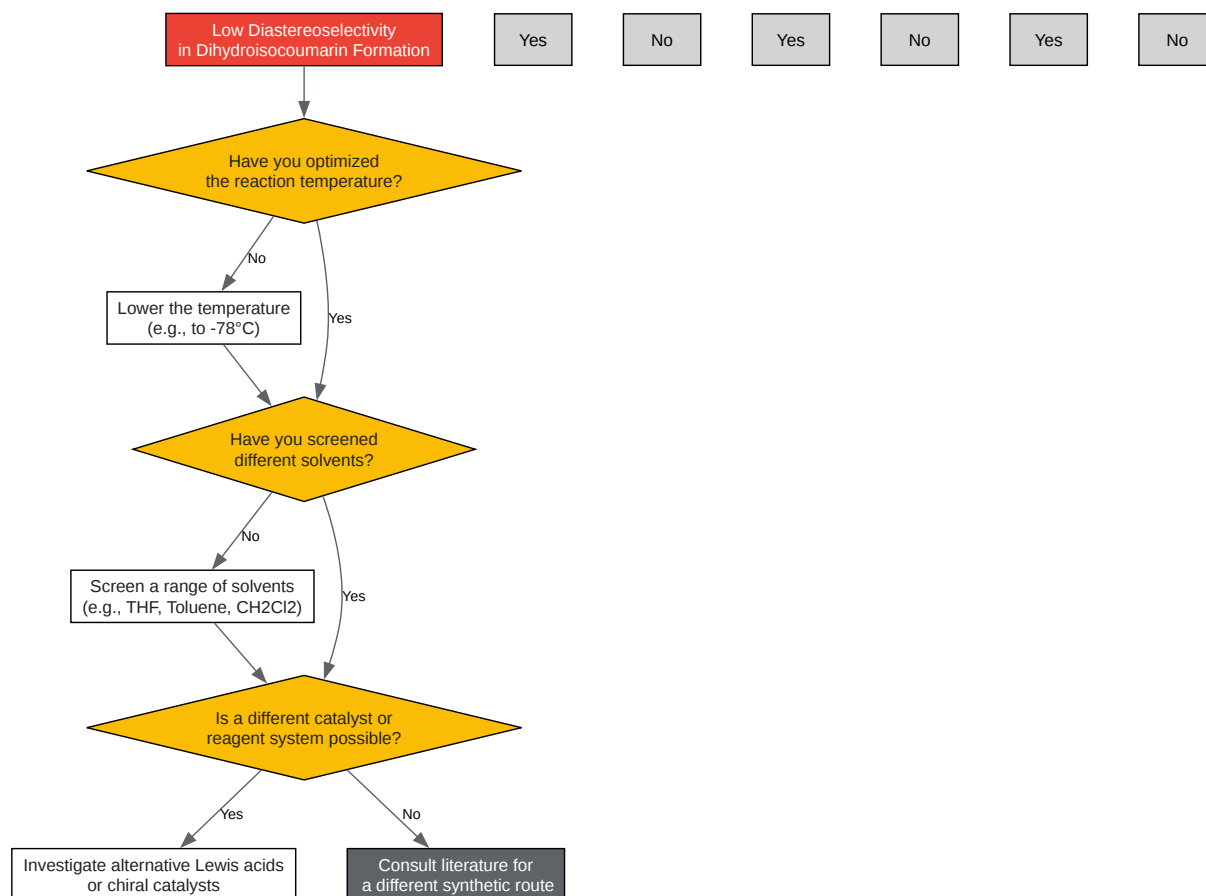 Low Diastereoselectivity
in Dihydroisocoumarin Formation
Yes
No
Yes
No
Yes
No
Have you optimized
the reaction temperature?
No
Lower the temperature
(e.g., to -78°C)
Yes
Have you screened
different solvents?
No
Screen a range of solvents
(e.g., THF, Toluene, CH2Cl2)
Yes
Is a different catalyst or
reagent system possible?
Yes
No
Investigate alternative Lewis acids
or chiral catalysts
Consult literature for
a different synthetic route